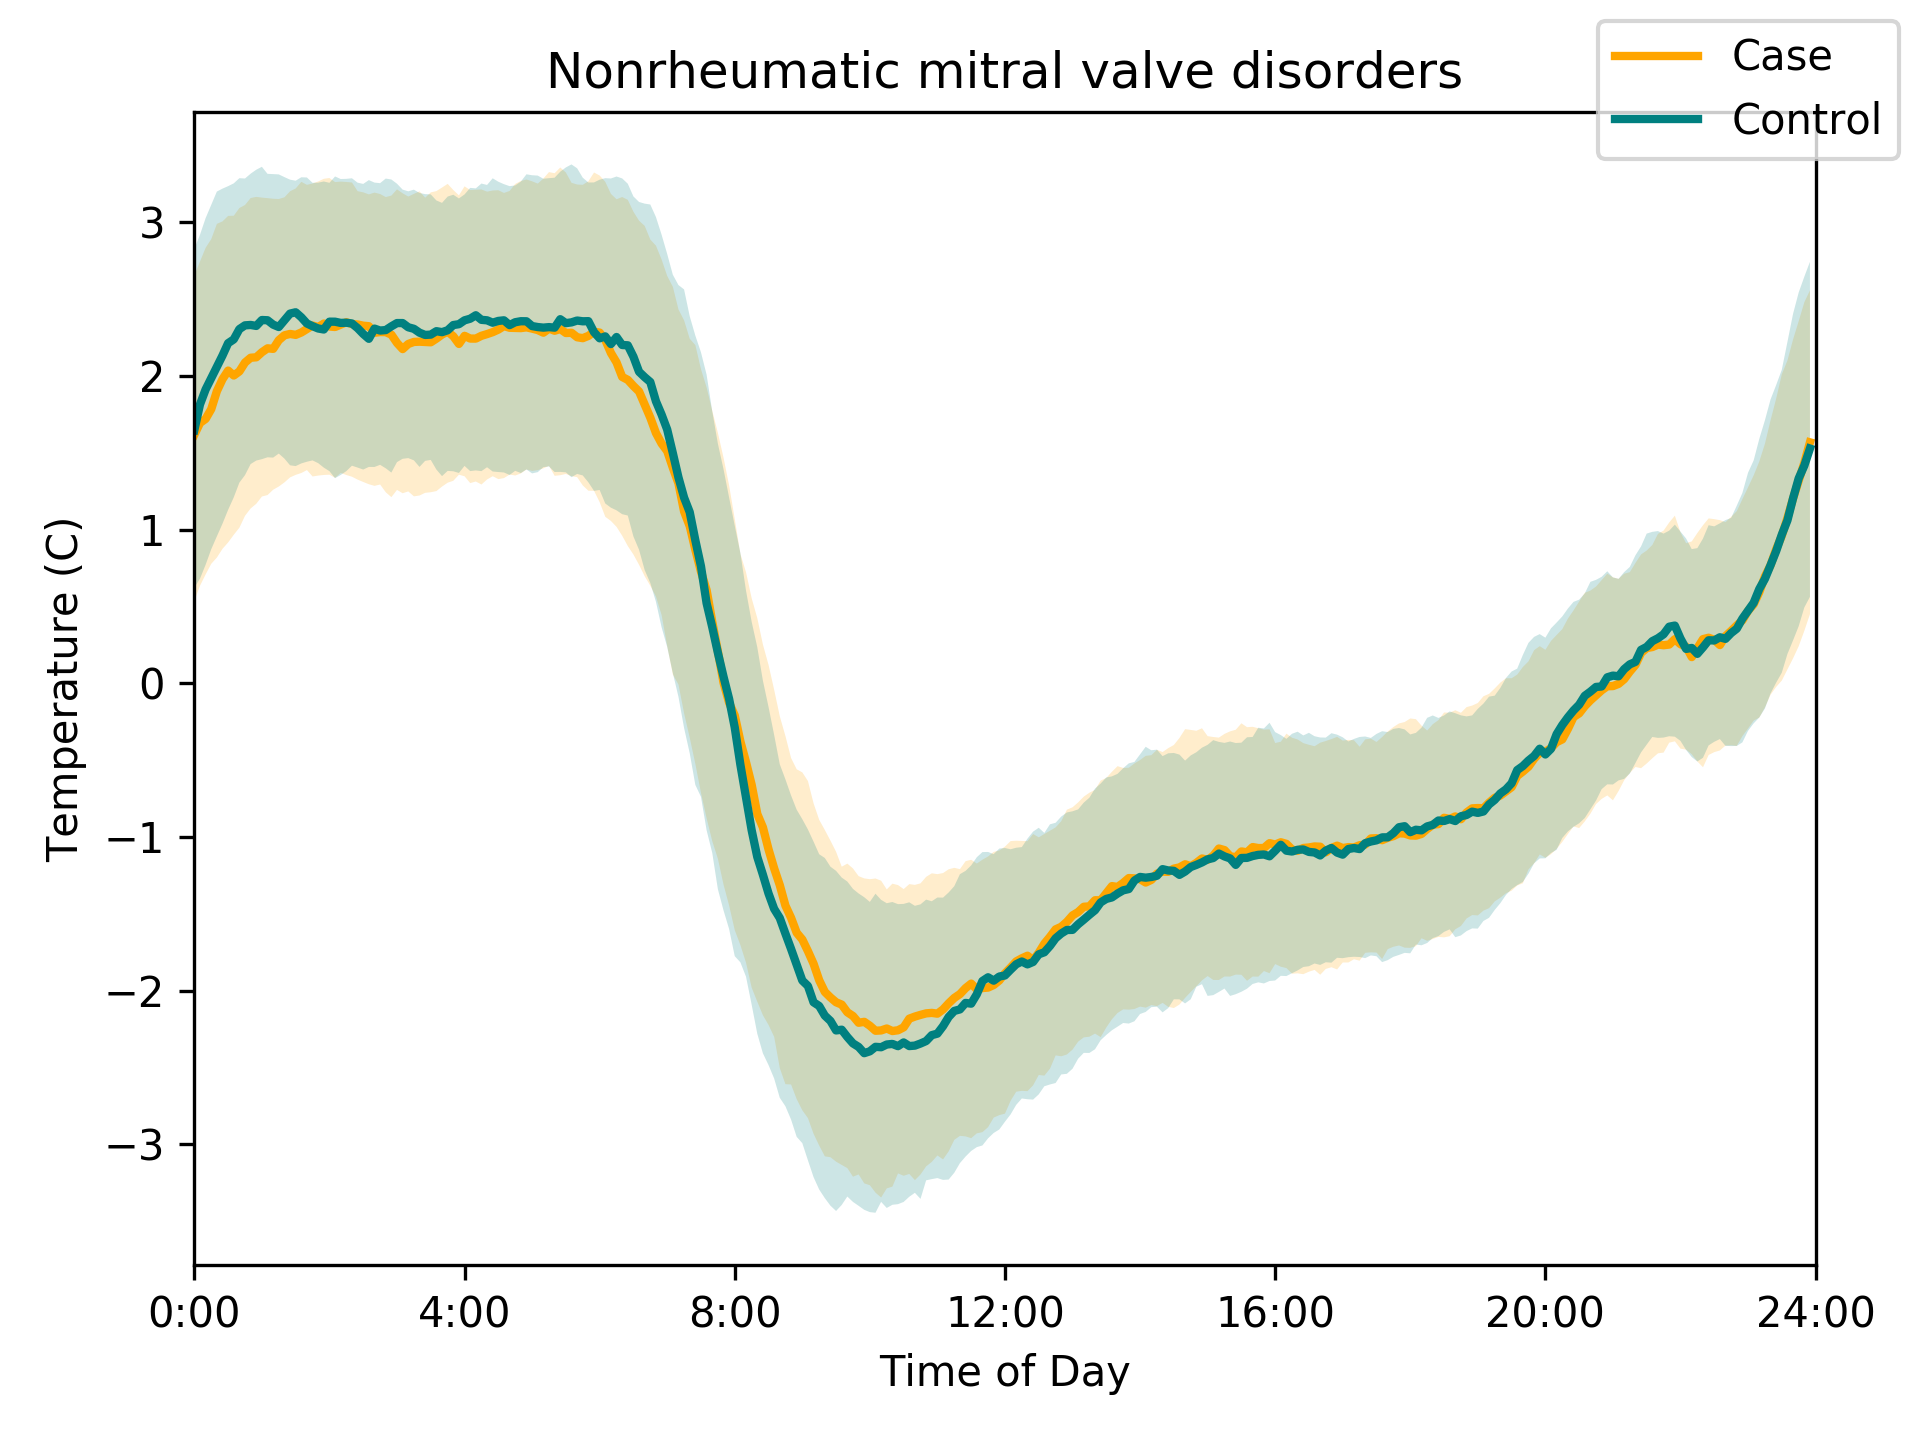 Nonrheumatic mitral valve disorders
Case
Control
Temperature (C)
3
2
1
0
−1
−2
−3
0:00 4:00 8:00 12:00 16:00 20:00 24:00
Time of Day